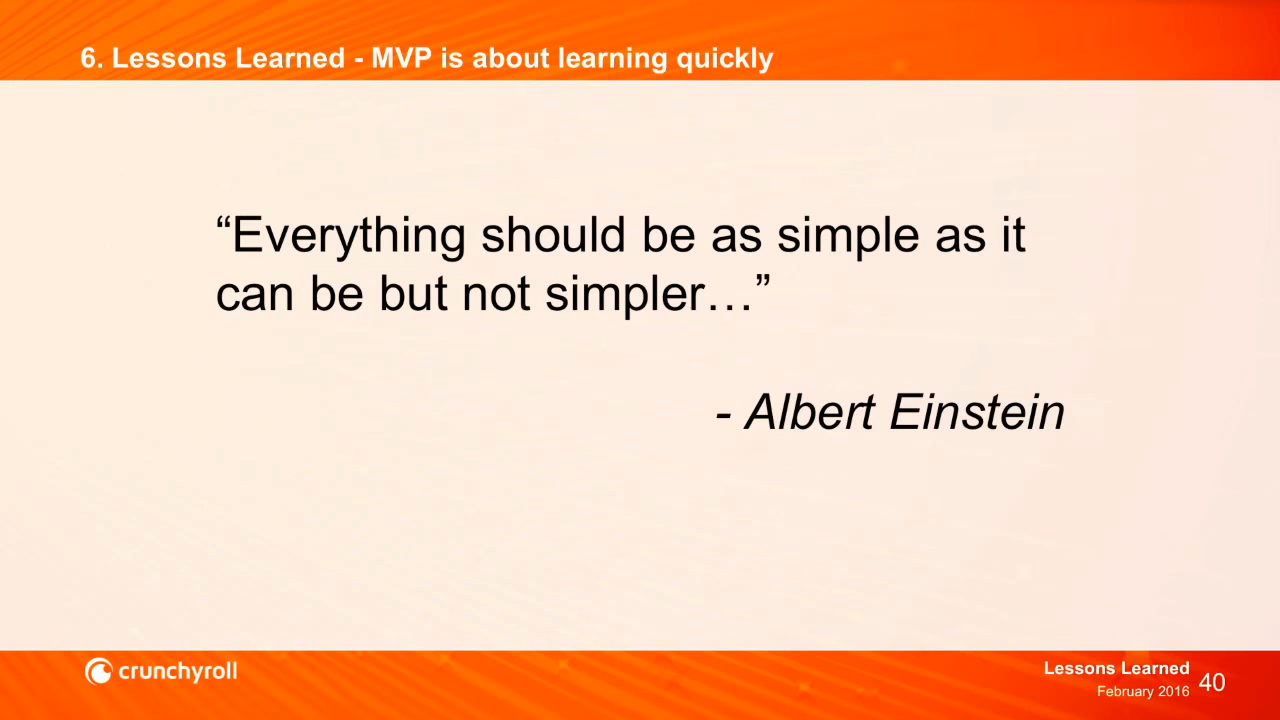 6. Lessons Learned - MVP is about learning quickly
“Everything should be as simple as it
can be but not simpler…”
- Albert Einstein
crunchyroll
Lessons Learned
February 2016
40